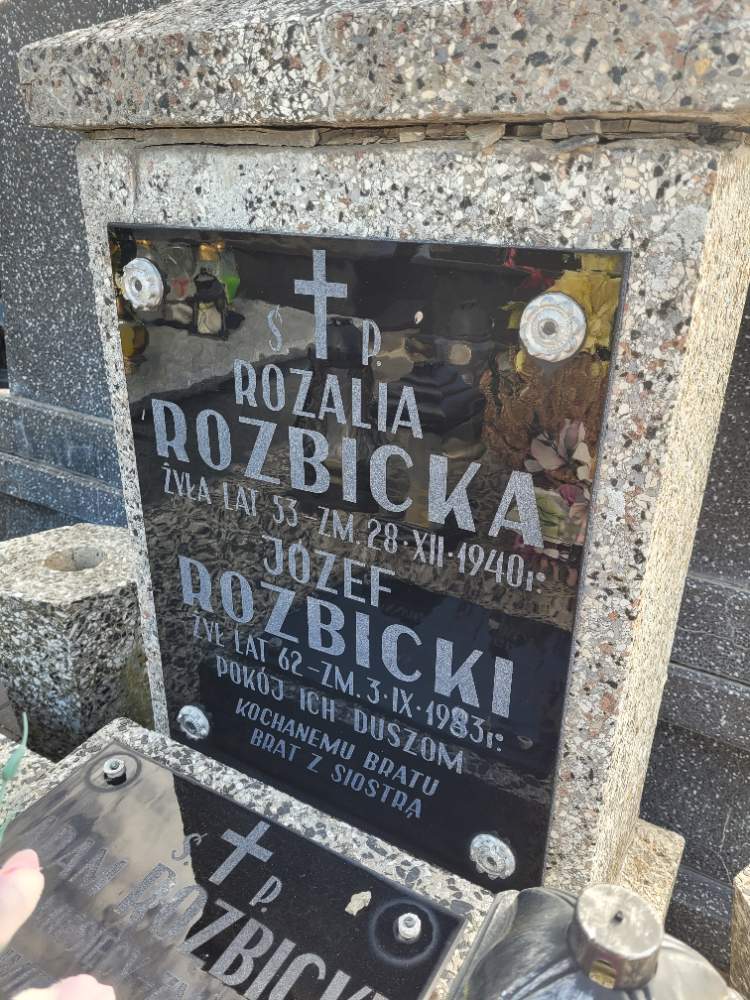 Ś P.
ROZALIA
ROZBICKA
ŻYŁA LAT 53-ZM. 28·XII·1940r:
JÓZEF
ROZBICKI
ŻYŁ LAT 62-ZM. 3·IX·1983r:
POKÓJ ICH DUSZOM
KOCHANEMU BRATU
BRAT Z SIOSTRĄ
Ś. P.
ROZBICKI